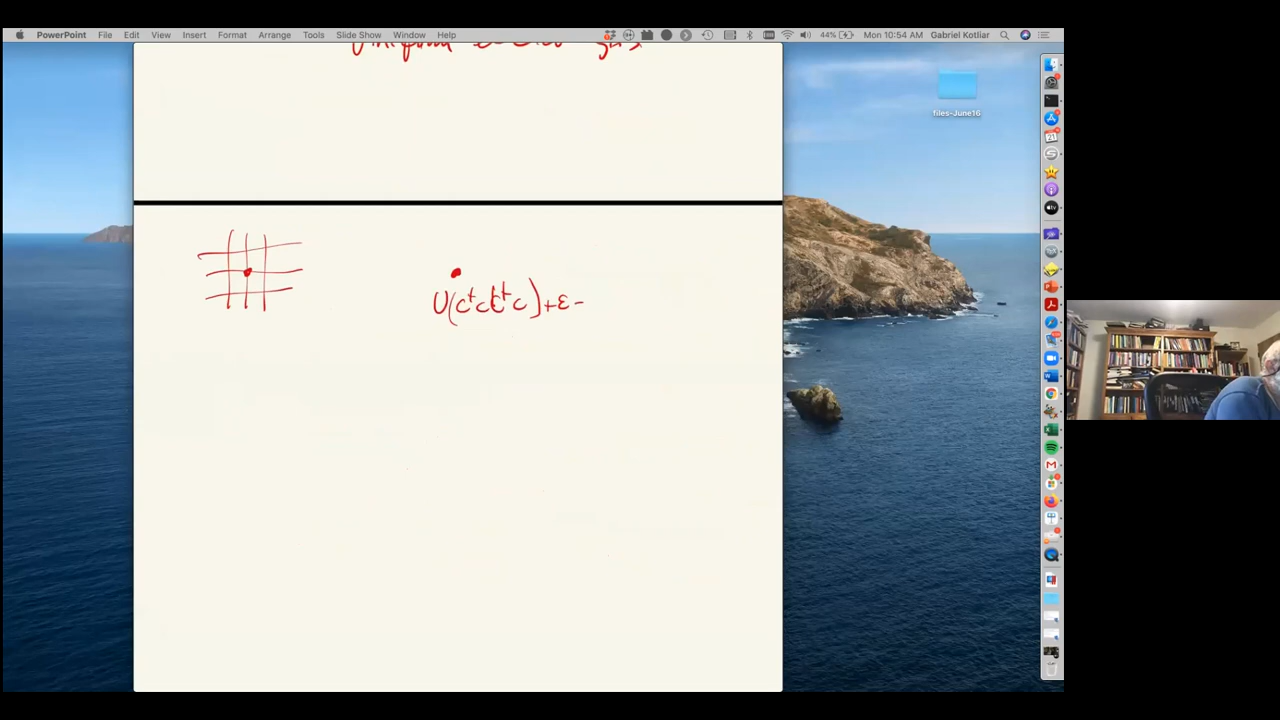 PowerPoint File Edit View Insert Format Arrange Tools Slide Show Window Help 44% Mon 10:54 AM Gabriel Kotliar
files-June16
U(c†cc†c)+ε-